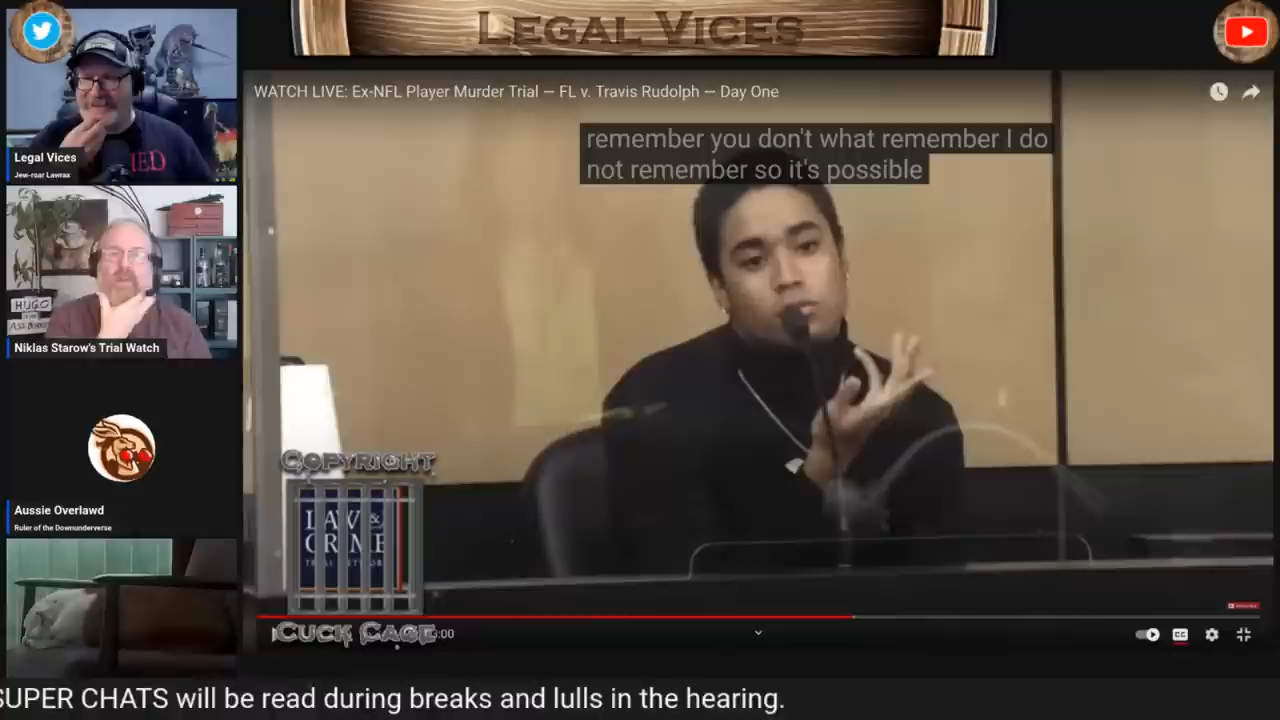 LEGAL VICES
WATCH LIVE: Ex-NFL Player Murder Trial — FL v. Travis Rudolph — Day One
remember you don't what remember I do
not remember so it's possible
Legal Vices
Jew-roar Lawrax
HUGO
Niklas Starow's Trial Watch
Aussie Overlawd
Ruler of the Downunderverse
COPYRIGHT
LAW &
CRIME
CUCK CAGE
:00
CC
SUPER CHATS will be read during breaks and lulls in the hearing.